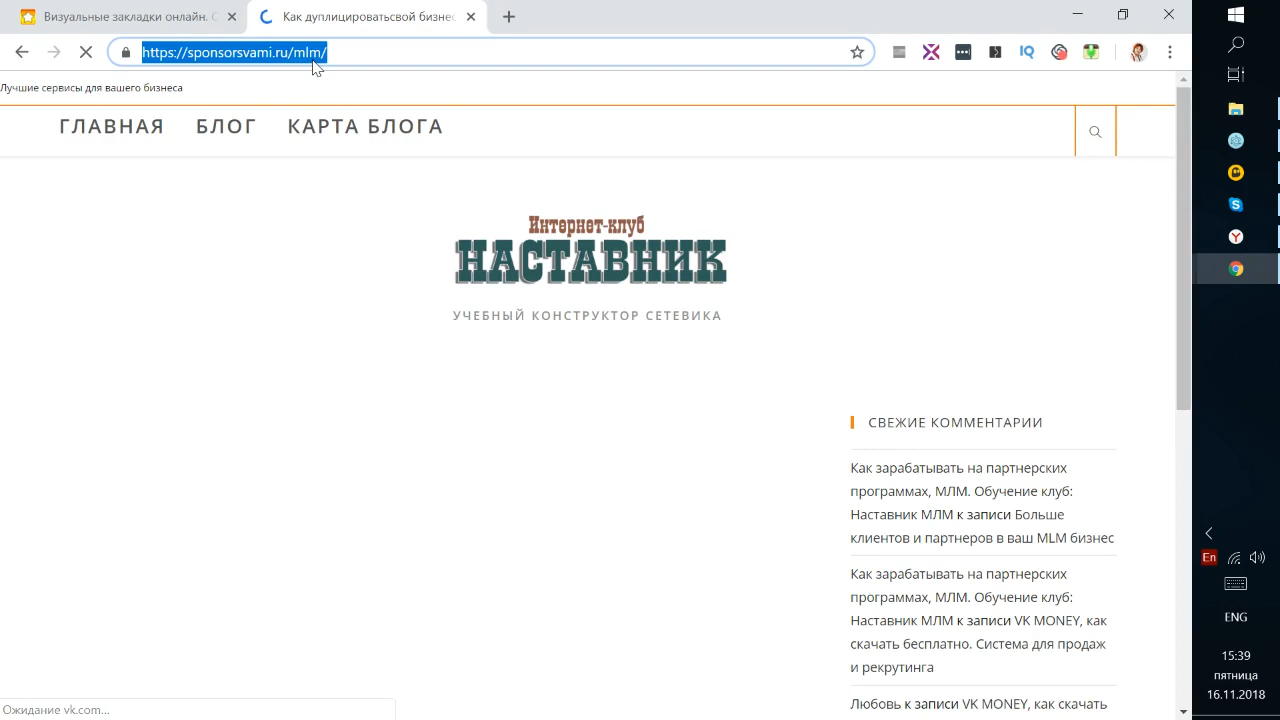 Визуальные закладки онлайн. С
Как дуплицироватьсвой бизнес
https://sponsorsvami.ru/mlm/
IQ
Лучшие сервисы для вашего бизнеса
ГЛАВНАЯ
БЛОГ
КАРТА БЛОГА
Интернет-клуб
НАСТАВНИК
УЧЕБНЫЙ КОНСТРУКТОР СЕТЕВИКА
СВЕЖИЕ КОММЕНТАРИИ
Как зарабатывать на партнерских
программах, МЛМ. Обучение клуб:
Наставник МЛМ к записи Больше
клиентов и партнеров в ваш MLM бизнес
Как зарабатывать на партнерских
программах, МЛМ. Обучение клуб:
Наставник МЛМ к записи VK MONEY, как
скачать бесплатно. Система для продаж
и рекрутинга
Любовь к записи VK MONEY, как скачать
Ожидание vk.com...
En
ENG
15:39
пятница
16.11.2018